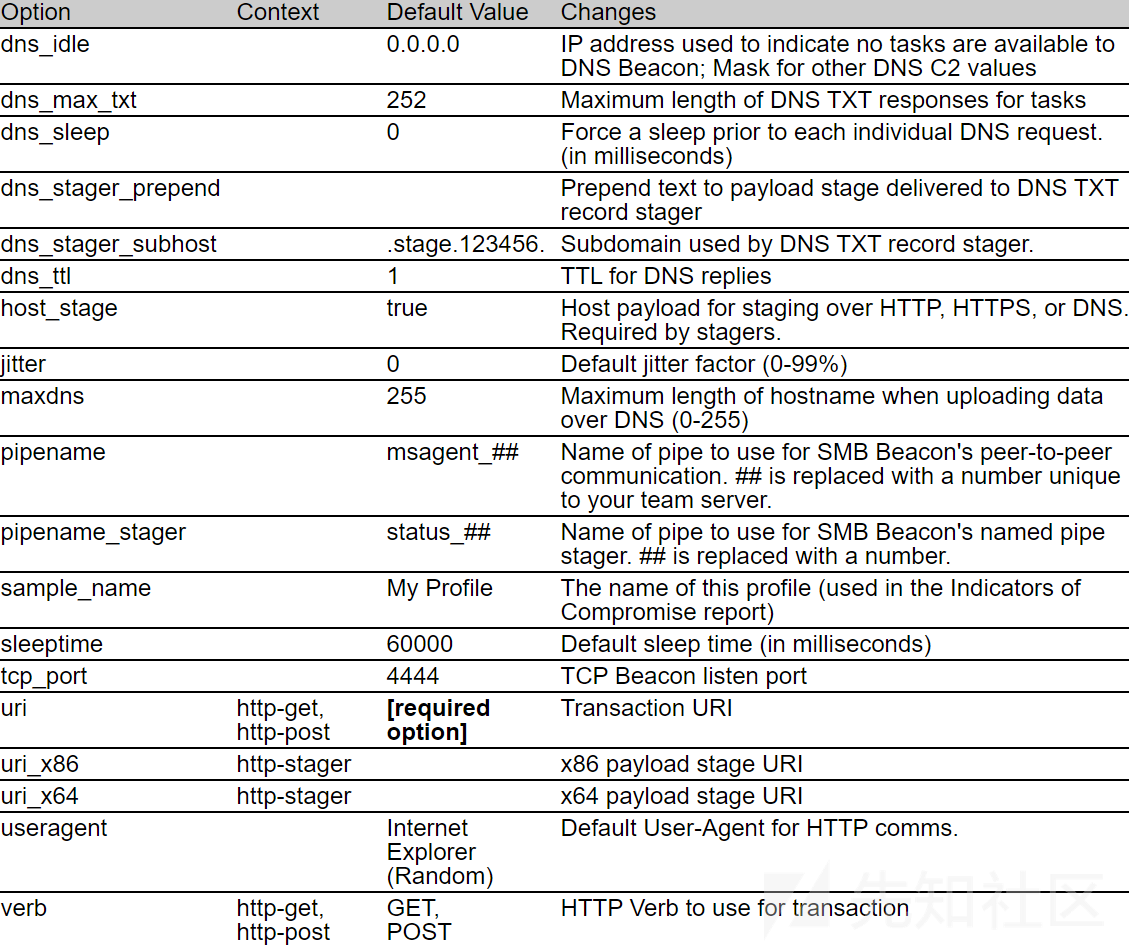 Option Context Default Value Changes
dns_idle 0.0.0.0 IP address used to indicate no tasks are available to
DNS Beacon; Mask for other DNS C2 values
dns_max_txt 252 Maximum length of DNS TXT responses for tasks
dns_sleep 0 Force a sleep prior to each individual DNS request.
(in milliseconds)
dns_stager_prepend Prepend text to payload stage delivered to DNS TXT
record stager
dns_stager_subhost .stage.123456. Subdomain used by DNS TXT record stager.
dns_ttl 1 TTL for DNS replies
host_stage true Host payload for staging over HTTP, HTTPS, or DNS.
Required by stagers.
jitter 0 Default jitter factor (0-99%)
maxdns 255 Maximum length of hostname when uploading data
over DNS (0-255)
pipename msagent_## Name of pipe to use for SMB Beacon's peer-to-peer
communication. ## is replaced with a number unique
to your team server.
pipename_stager status_## Name of pipe to use for SMB Beacon's named pipe
stager. ## is replaced with a number.
sample_name My Profile The name of this profile (used in the Indicators of
Compromise report)
sleeptime 60000 Default sleep time (in milliseconds)
tcp_port 4444 TCP Beacon listen port
uri http-get, [required Transaction URI
http-post option]
uri_x86 http-stager x86 payload stage URI
uri_x64 http-stager x64 payload stage URI
useragent Internet Default User-Agent for HTTP comms.
Explorer
(Random)
verb http-get, GET, HTTP Verb to use for transaction
http-post POST
先知社区